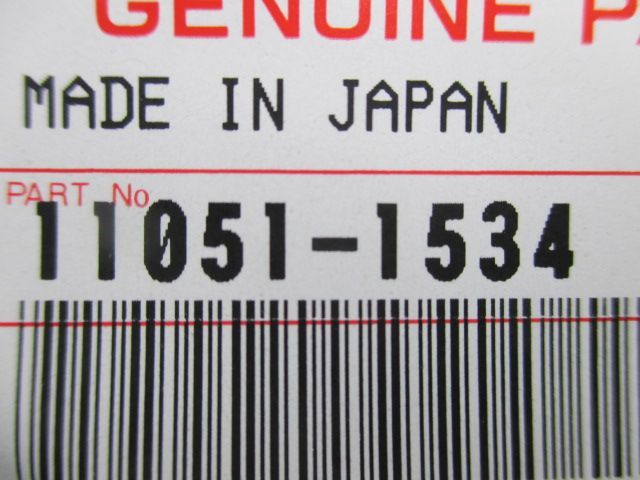 GENUINE PA
MADE IN JAPAN
PART No.
11051-1534